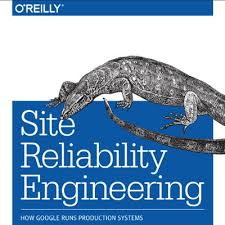 O'REILLY
Site
Reliability
Engineering
HOW GOOGLE RUNS PRODUCTION SYSTEMS